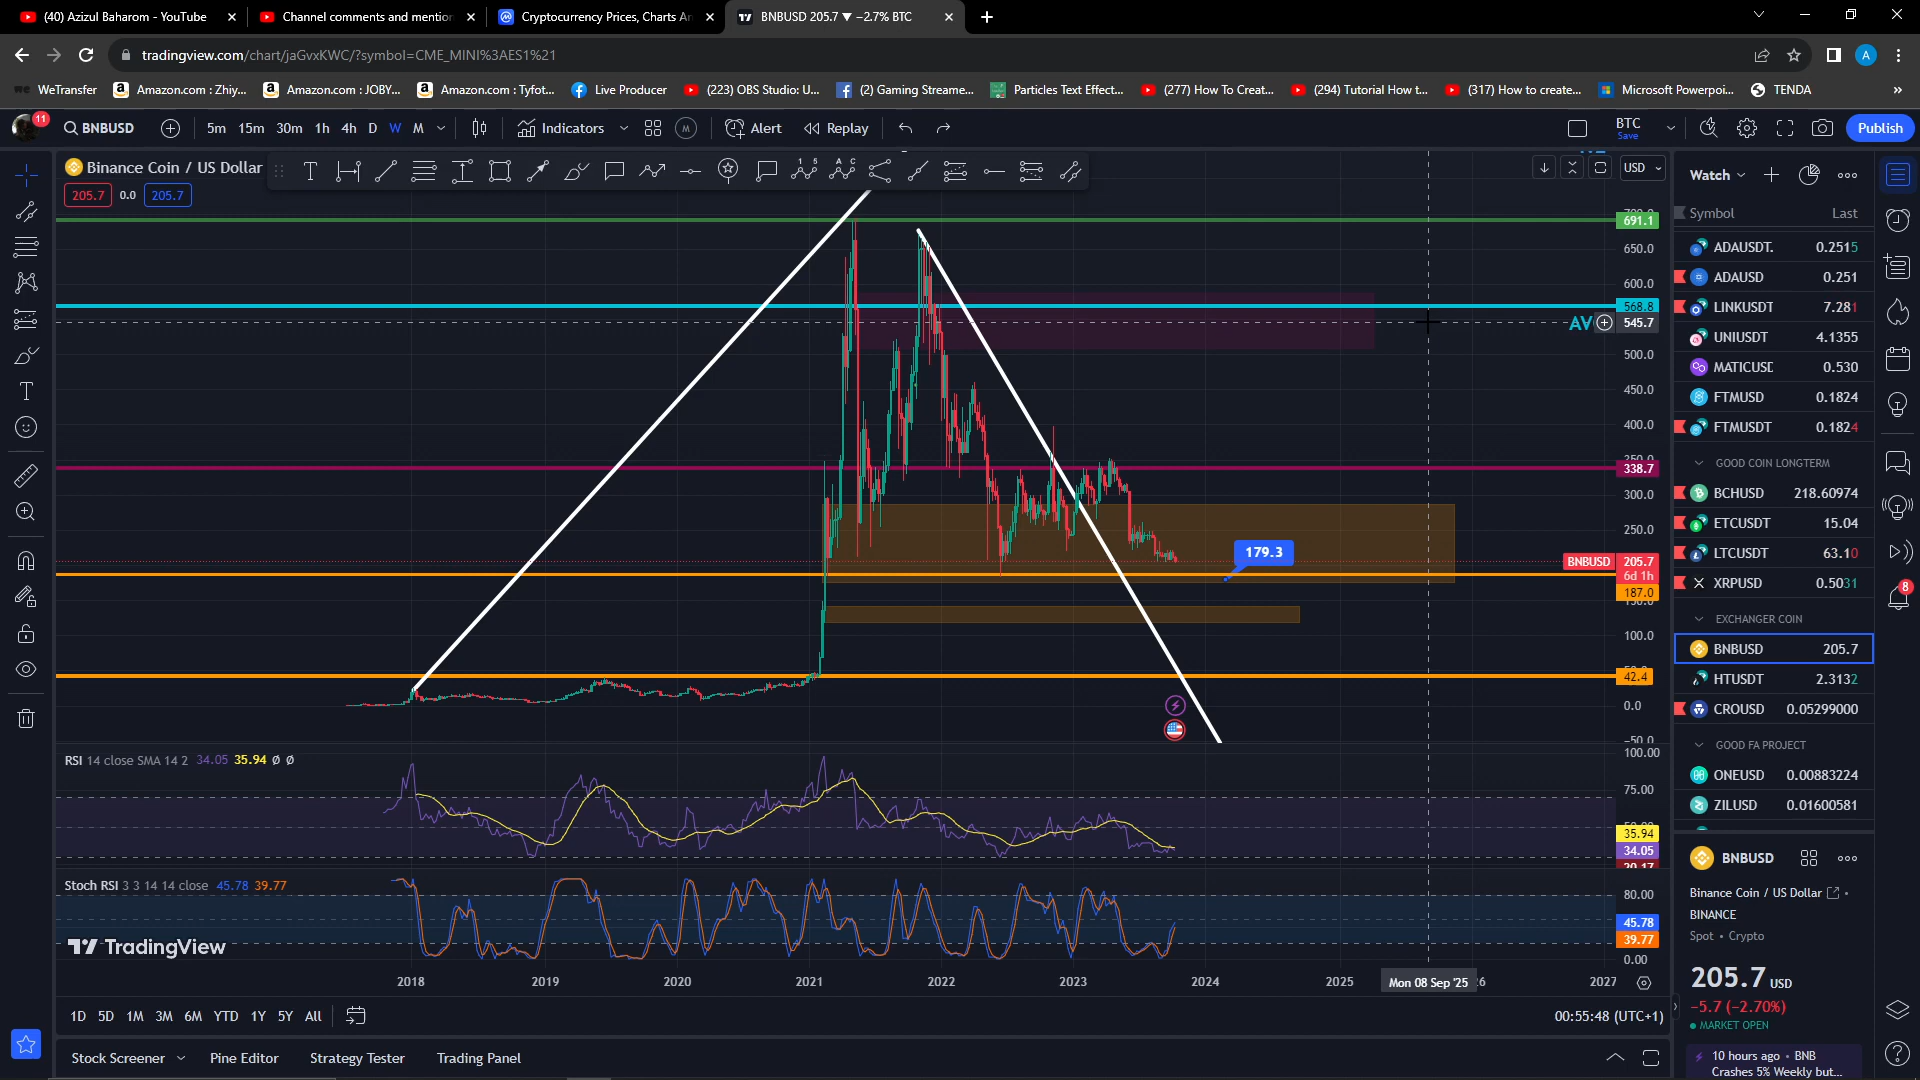 (40) Azizul Baharom - YouTube
Channel comments and mention
Cryptocurrency Prices, Charts An
BNBUSD 205.7 ▼ −2.7% BTC
tradingview.com/chart/jaGvxKWC/?symbol=CME_MINI%3AES1%21
A
WeTransfer
Amazon.com : Zhiy...
Amazon.com : JOBY...
Amazon.com : Tyfot...
Live Producer
(223) OBS Studio: U...
(2) Gaming Streame...
Particles Text Effect...
(277) How To Creat...
(294) Tutorial How t...
(317) How to create...
Microsoft Powerpoi...
TENDA
11
BNBUSD
5m 15m 30m 1h 4h D W M
Indicators
M
Alert
Replay
BTC
Save
Publish
Binance Coin / US Dollar
USD
205.7 0.0 205.7
691.1
650.0
600.0
568.8
AV
545.7
500.0
450.0
400.0
338.7
300.0
250.0
179.3
BNBUSD 205.7
6d 1h
187.0
100.0
42.4
0.0
RSI 14 close SMA 14 2 34.05 35.94 Ø Ø
100.00
75.00
35.94
34.05
Stoch RSI 3 3 14 14 close 45.78 39.77
80.00
45.78
39.77
0.00
TradingView
2018 2019 2020 2021 2022 2023 2024 2025 Mon 08 Sep '25 2027
1D 5D 1M 3M 6M YTD 1Y 5Y All
00:55:48 (UTC+1)
Stock Screener
Pine Editor
Strategy Tester
Trading Panel
Watch
Symbol Last
ADAUSDT. 0.2515
ADAUSD 0.251
LINKUSDT 7.281
UNIUSDT 4.1355
MATICUSE 0.530
FTMUSD 0.1824
FTMUSDT 0.1824
GOOD COIN LONGTERM
BCHUSD 218.60974
ETCUSDT 15.04
LTCUSDT 63.10
XRPUSD 0.5031
EXCHANGER COIN
BNBUSD 205.7
HTUSDT 2.3132
CROUSD 0.05299000
GOOD FA PROJECT
ONEUSD 0.00883224
ZILUSD 0.01600581
BNBUSD
Binance Coin / US Dollar
BINANCE
Spot • Crypto
205.7 USD
−5.7 (−2.70%)
MARKET OPEN
10 hours ago • BNB
Crashes 5% Weekly but...
8